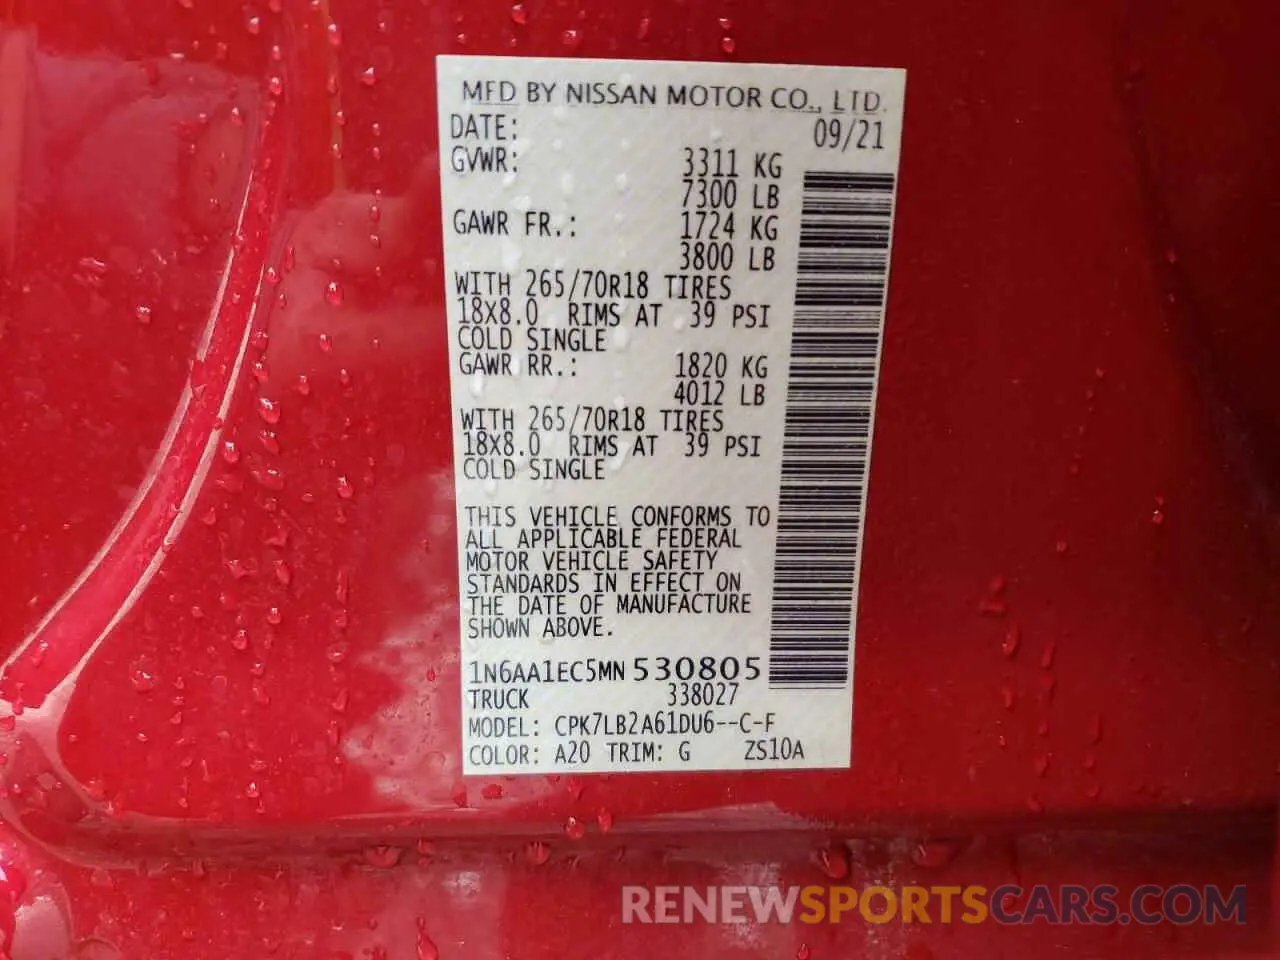 MFD BY NISSAN MOTOR CO., LTD.
DATE: 09/21
GVWR: 3311 KG
7300 LB
GAWR FR.: 1724 KG
3800 LB
WITH 265/70R18 TIRES
18X8.0 RIMS AT 39 PSI
COLD SINGLE
GAWR RR.: 1820 KG
4012 LB
WITH 265/70R18 TIRES
18X8.0 RIMS AT 39 PSI
COLD SINGLE
THIS VEHICLE CONFORMS TO
ALL APPLICABLE FEDERAL
MOTOR VEHICLE SAFETY
STANDARDS IN EFFECT ON
THE DATE OF MANUFACTURE
SHOWN ABOVE.
1N6AA1EC5MN530805
TRUCK 338027
MODEL: CPK7LB2A61DU6--C-F
COLOR: A20 TRIM: G ZS10A
RENEWSPORTSCARS.COM